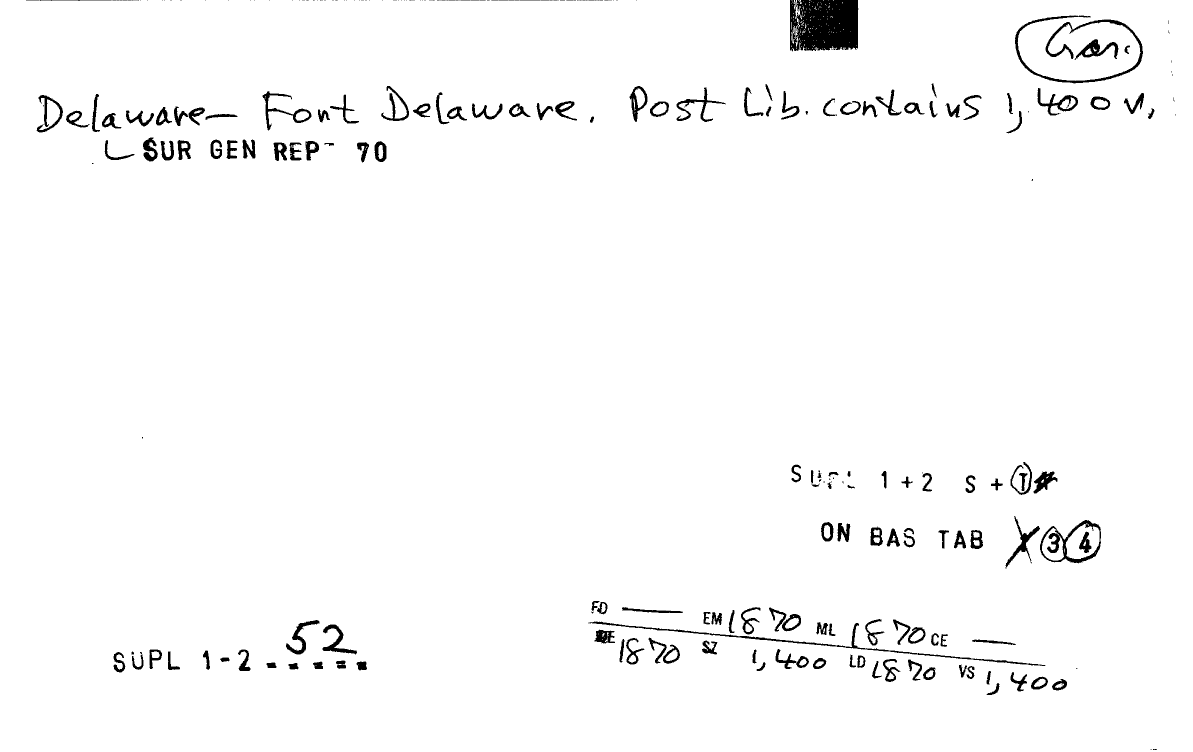 Gar.
Delaware— Font Delaware. Post Lib. contains 1,400 v,
SUR GEN REP- 70
SUPL 1+2 S + T
ON BAS TAB 3 4
FD — EM 1870 ML 1870 CE —
DE 1870 SZ 1,400 LD 1870 VS 1,400
SUPL 1-2 52